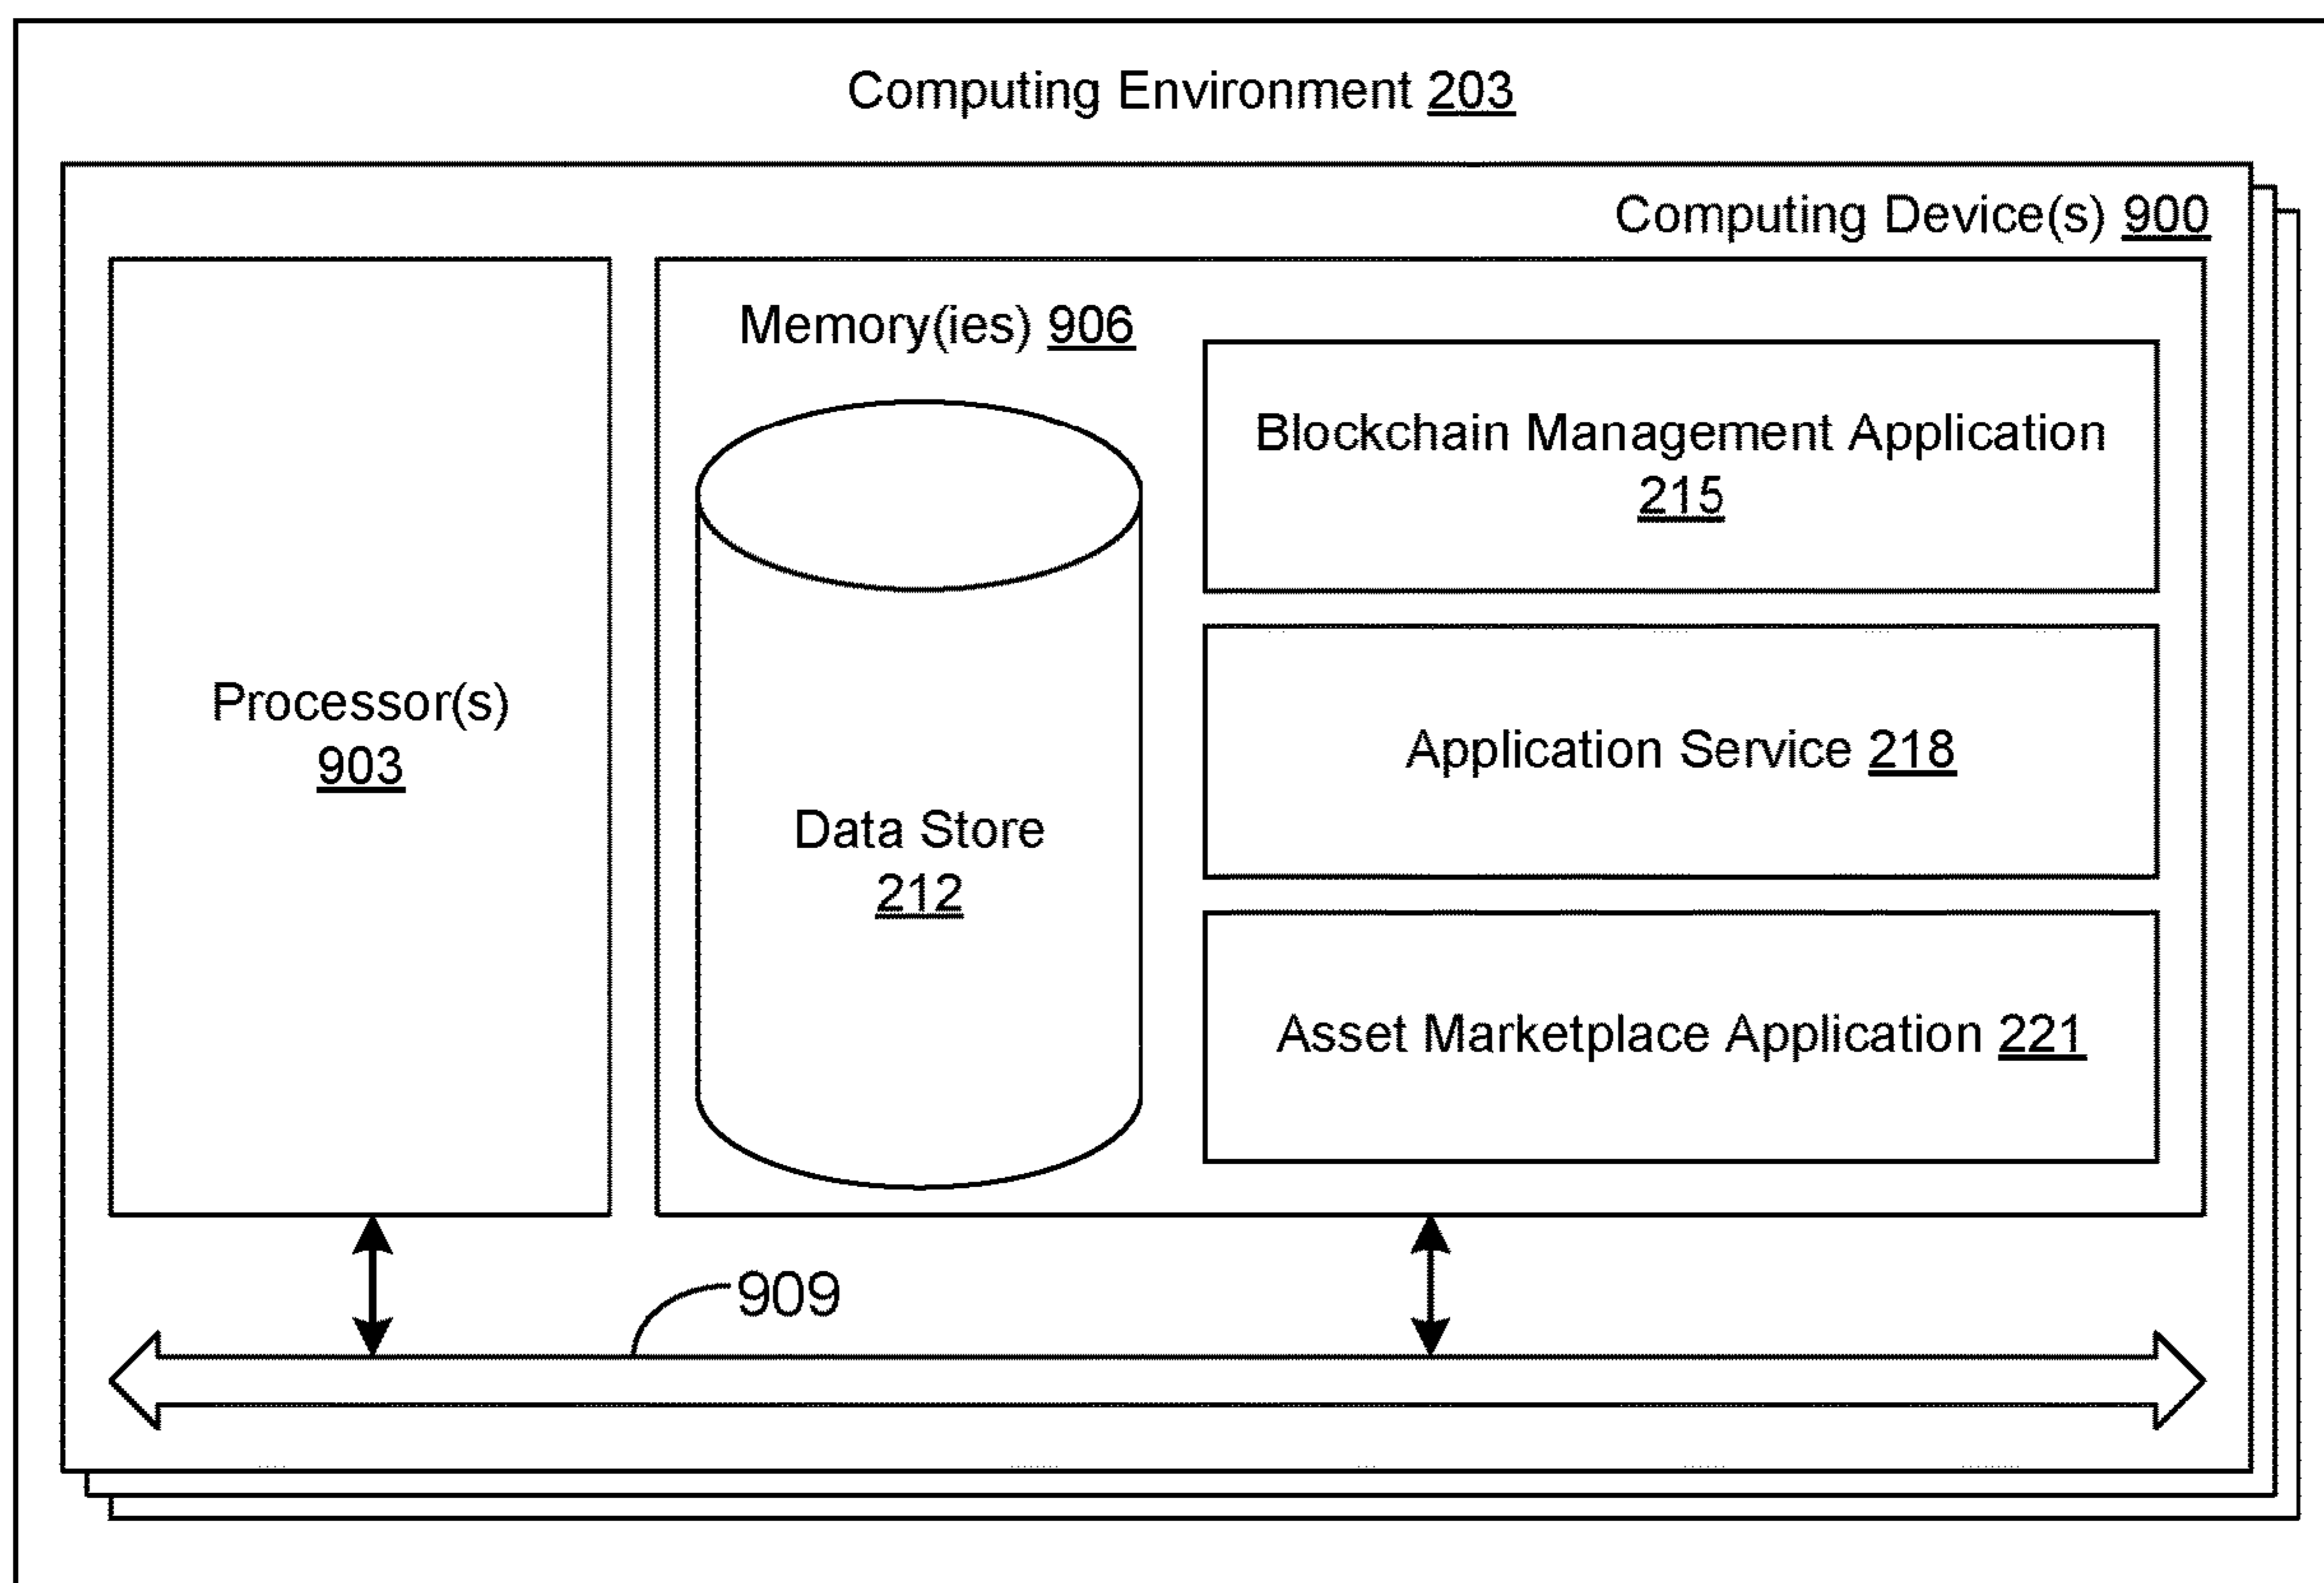 Computing Environment 203
Computing Device(s) 900
Processor(s)
903
Memory(ies) 906
Data Store
212
Blockchain Management Application
215
Application Service 218
Asset Marketplace Application 221
909